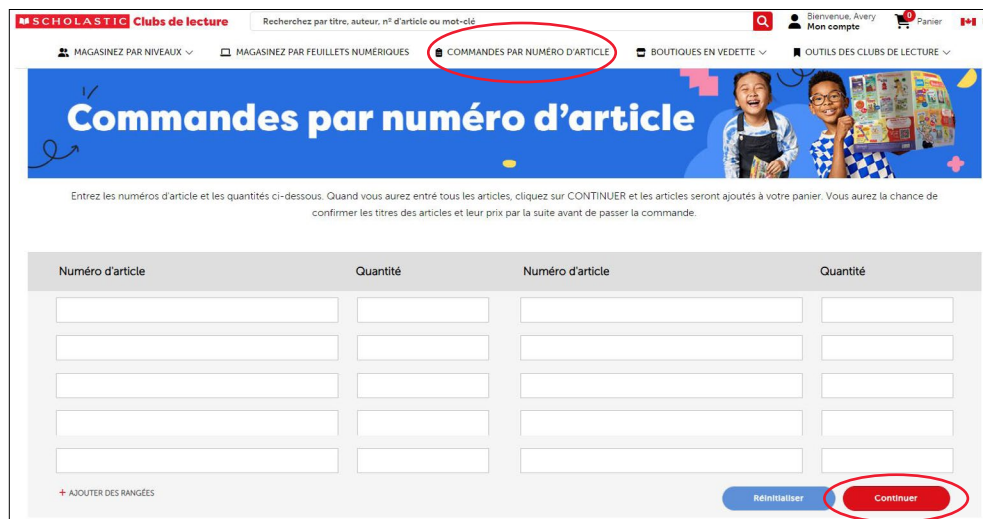 SCHOLASTIC Clubs de lecture
Recherchez par titre, auteur, nº d'article ou mot-clé
Bienvenue, Avery
Mon compte
0
Panier
MAGASINEZ PAR NIVEAUX
MAGASINEZ PAR FEUILLETS NUMÉRIQUES
COMMANDES PAR NUMÉRO D'ARTICLE
BOUTIQUES EN VEDETTE
OUTILS DES CLUBS DE LECTURE
Commandes par numéro d'article
Entrez les numéros d'article et les quantités ci-dessous. Quand vous aurez entré tous les articles, cliquez sur CONTINUER et les articles seront ajoutés à votre panier. Vous aurez la chance de
confirmer les titres des articles et leur prix par la suite avant de passer la commande.
Numéro d'article Quantité Numéro d'article Quantité
+ AJOUTER DES RANGÉES
Réinitialiser
Continuer